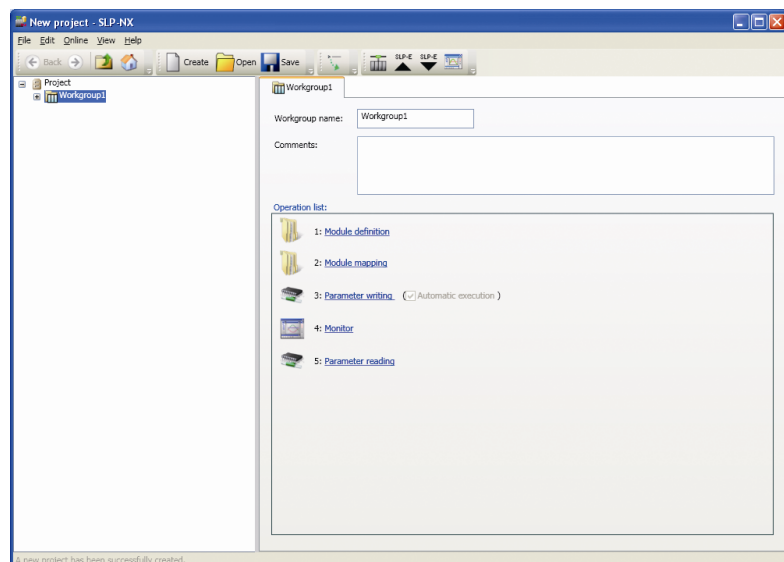 New project - SLP-NX
File Edit Online View Help
Back Create Open Save SLP-E SLP-E
Project
Workgroup1
Workgroup1
Workgroup name: Workgroup1
Comments:
Operation list:
1: Module definition
2: Module mapping
3: Parameter writing ( Automatic execution )
4: Monitor
5: Parameter reading
A new project has been successfully created.